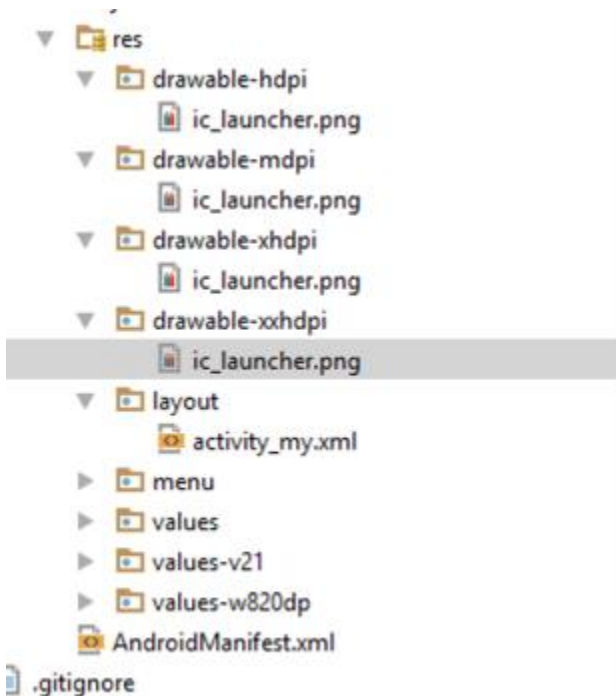 res
drawable-hdpi
ic_launcher.png
drawable-mdpi
ic_launcher.png
drawable-xhdpi
ic_launcher.png
drawable-xxhdpi
ic_launcher.png
layout
activity_my.xml
menu
values
values-v21
values-w820dp
AndroidManifest.xml
.gitignore